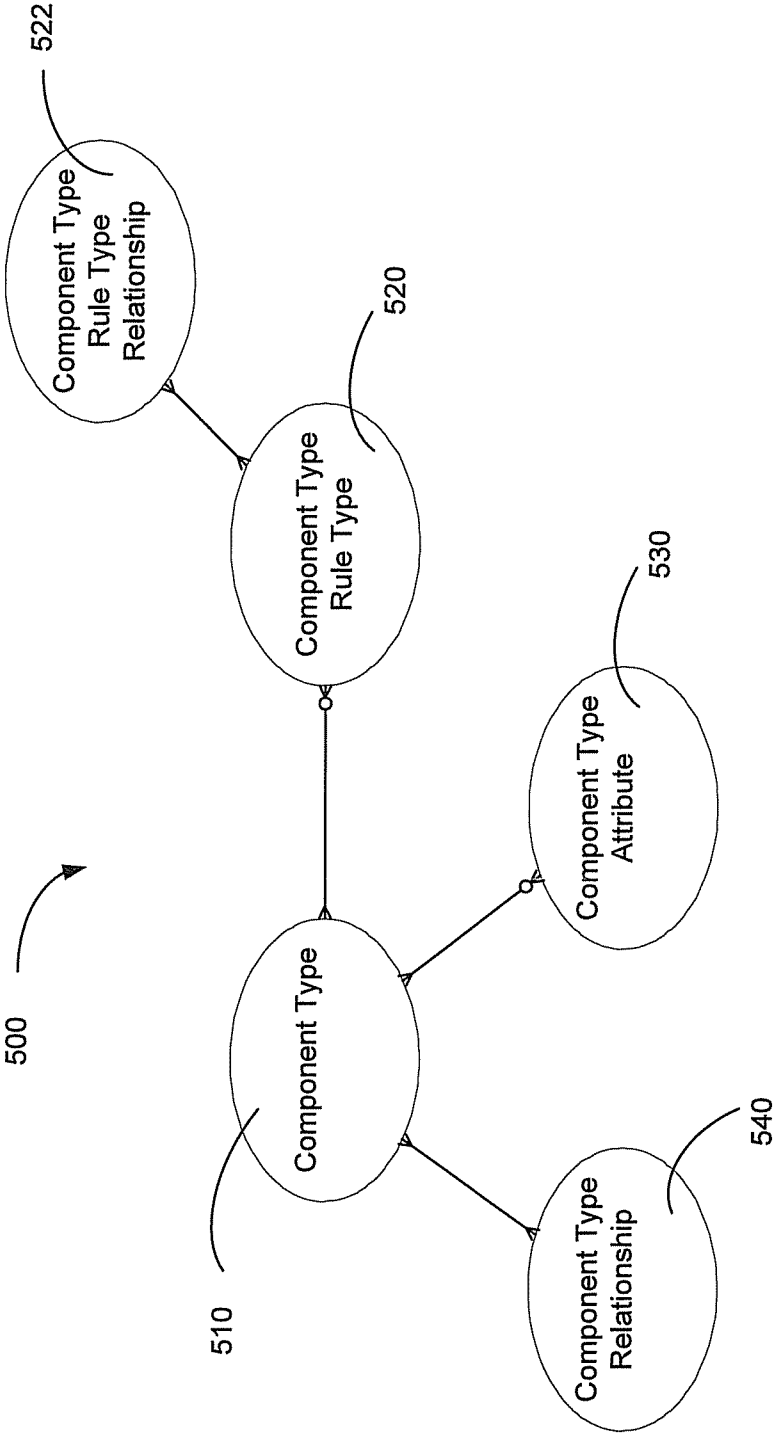 500
510
Component Type
Component Type
Rule Type
520
Component Type
Rule Type
Relationship
522
Component Type
Attribute
530
Component Type
Relationship
540